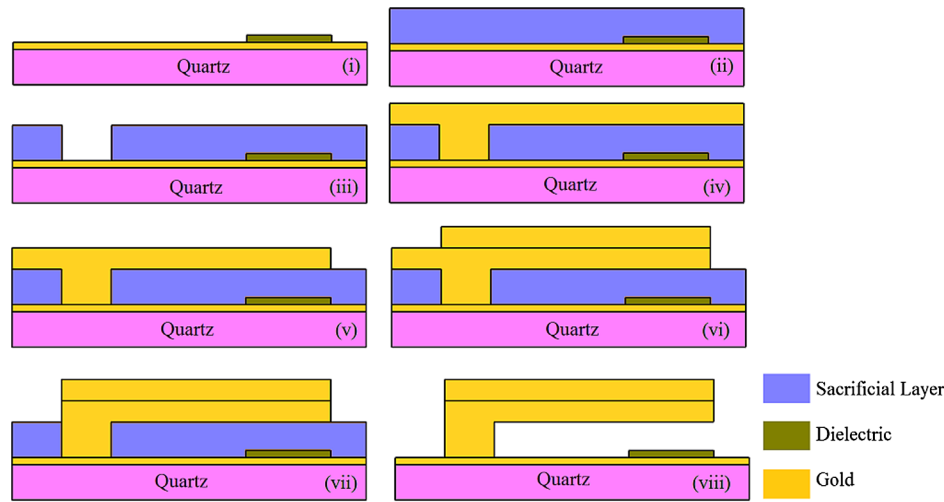 Quartz (i)
Quartz (ii)
Quartz (iii)
Quartz (iv)
Quartz (v)
Quartz (vi)
Quartz (vii)
Quartz (viii)
Sacrificial Layer
Dielectric
Gold